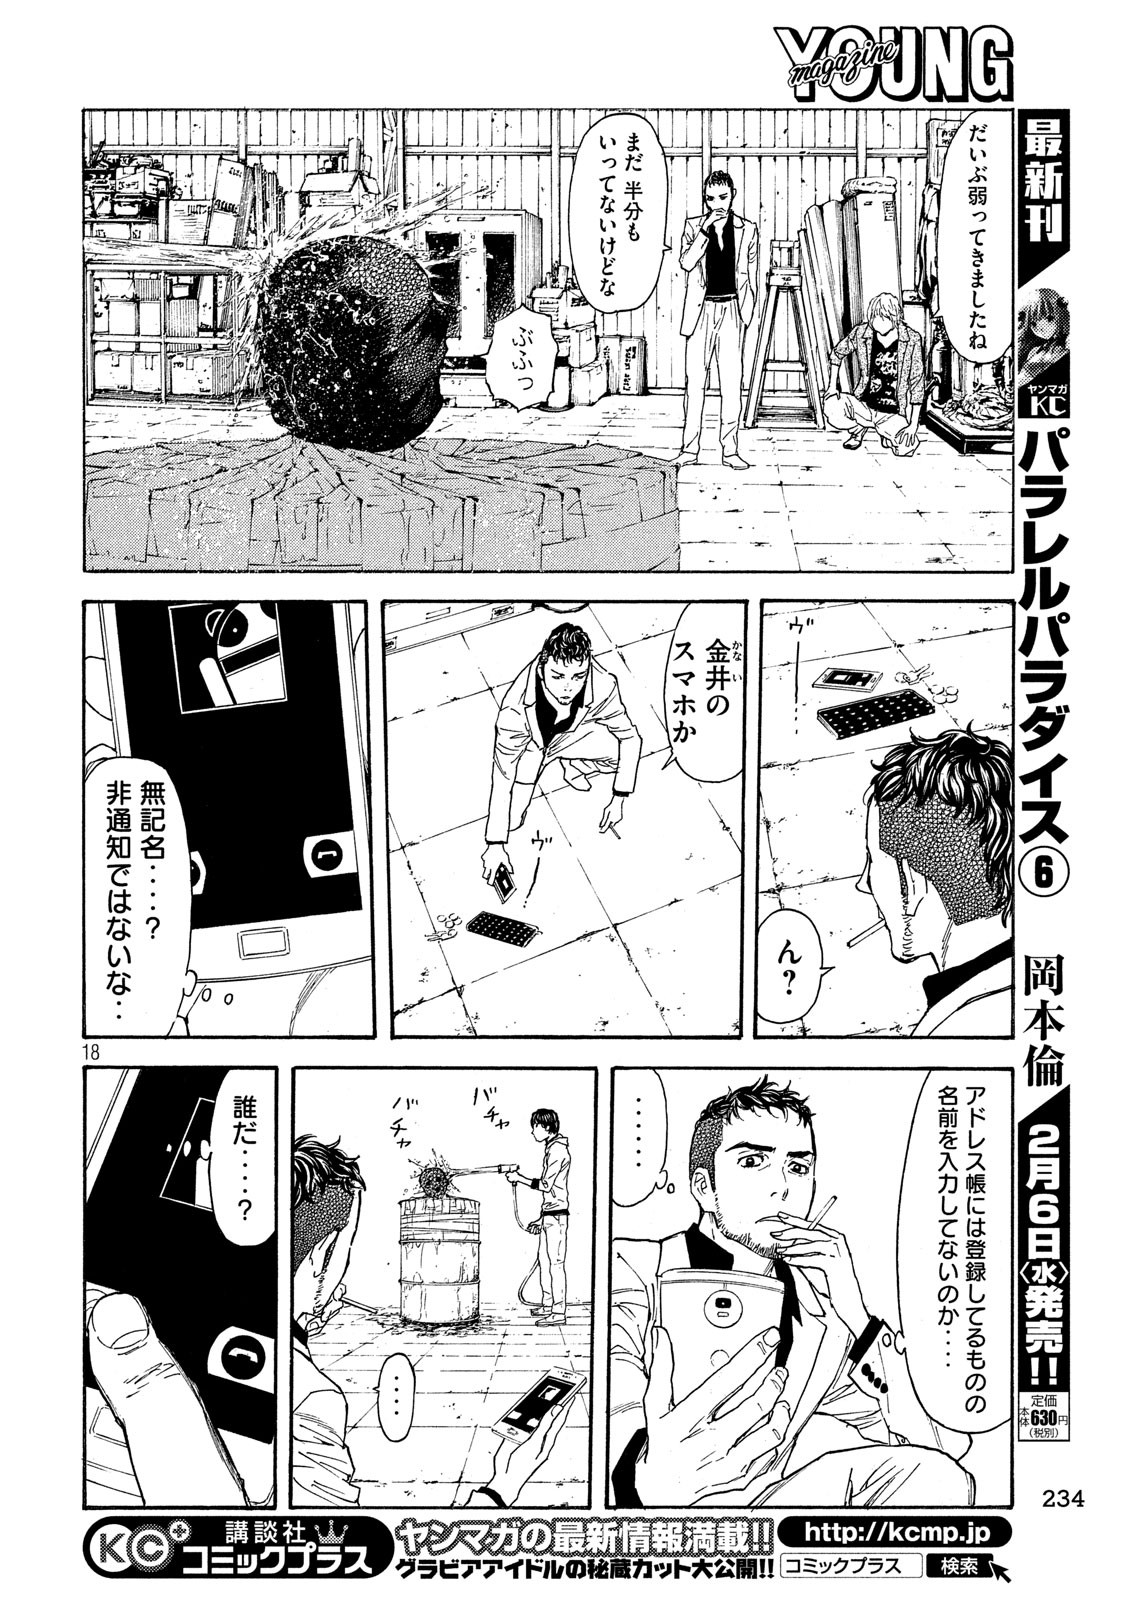 YOUNG
magazine
だいぶ弱ってきましたね
まだ 半分も
いってないけどな
ぶふっ
ヴー
ん?
金井の
かない
スマホか
ヴー
無記名‥‥?
非通知ではないな‥
18
アドレス帳には登録してるものの
名前を入力してないのか‥‥
‥‥‥
バチャ
バチャ
‥‥
誰だ‥‥?
最新刊
ヤンマガ
KC
パラレルパラダイス⑥
岡本倫
2月6日〈水〉発売!!
定価
本体630円
(税別)
234
KC+
講談社
コミックプラス
ヤンマガの最新情報満載!!
グラビアアイドルの秘蔵カット大公開!!
http://kcmp.jp
コミックプラス
検索